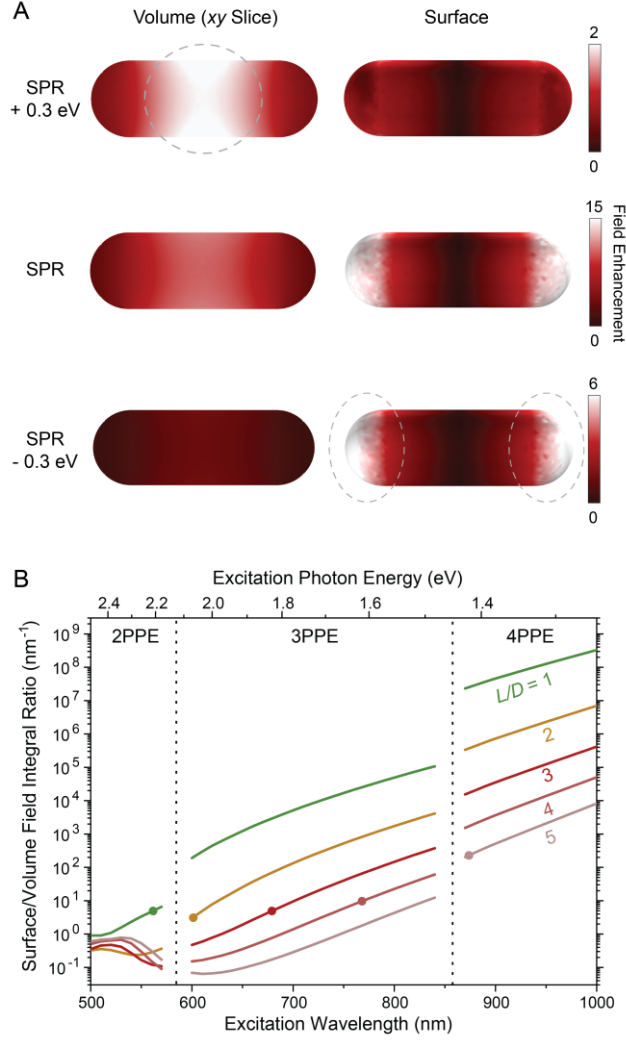 A
Volume (xy Slice)
Surface
SPR
+ 0.3 eV
2
0
SPR
15
0
Field Enhancement
SPR
- 0.3 eV
6
0
B
Excitation Photon Energy (eV)
2.4 2.2 2.0 1.8 1.6 1.4
2PPE 3PPE 4PPE
Surface/Volume Field Integral Ratio (nm⁻¹)
10⁹
10⁸
10⁷
10⁶
10⁵
10⁴
10³
10²
10¹
10⁰
10⁻¹
L/D = 1
2
3
4
5
500 600 700 800 900 1000
Excitation Wavelength (nm)